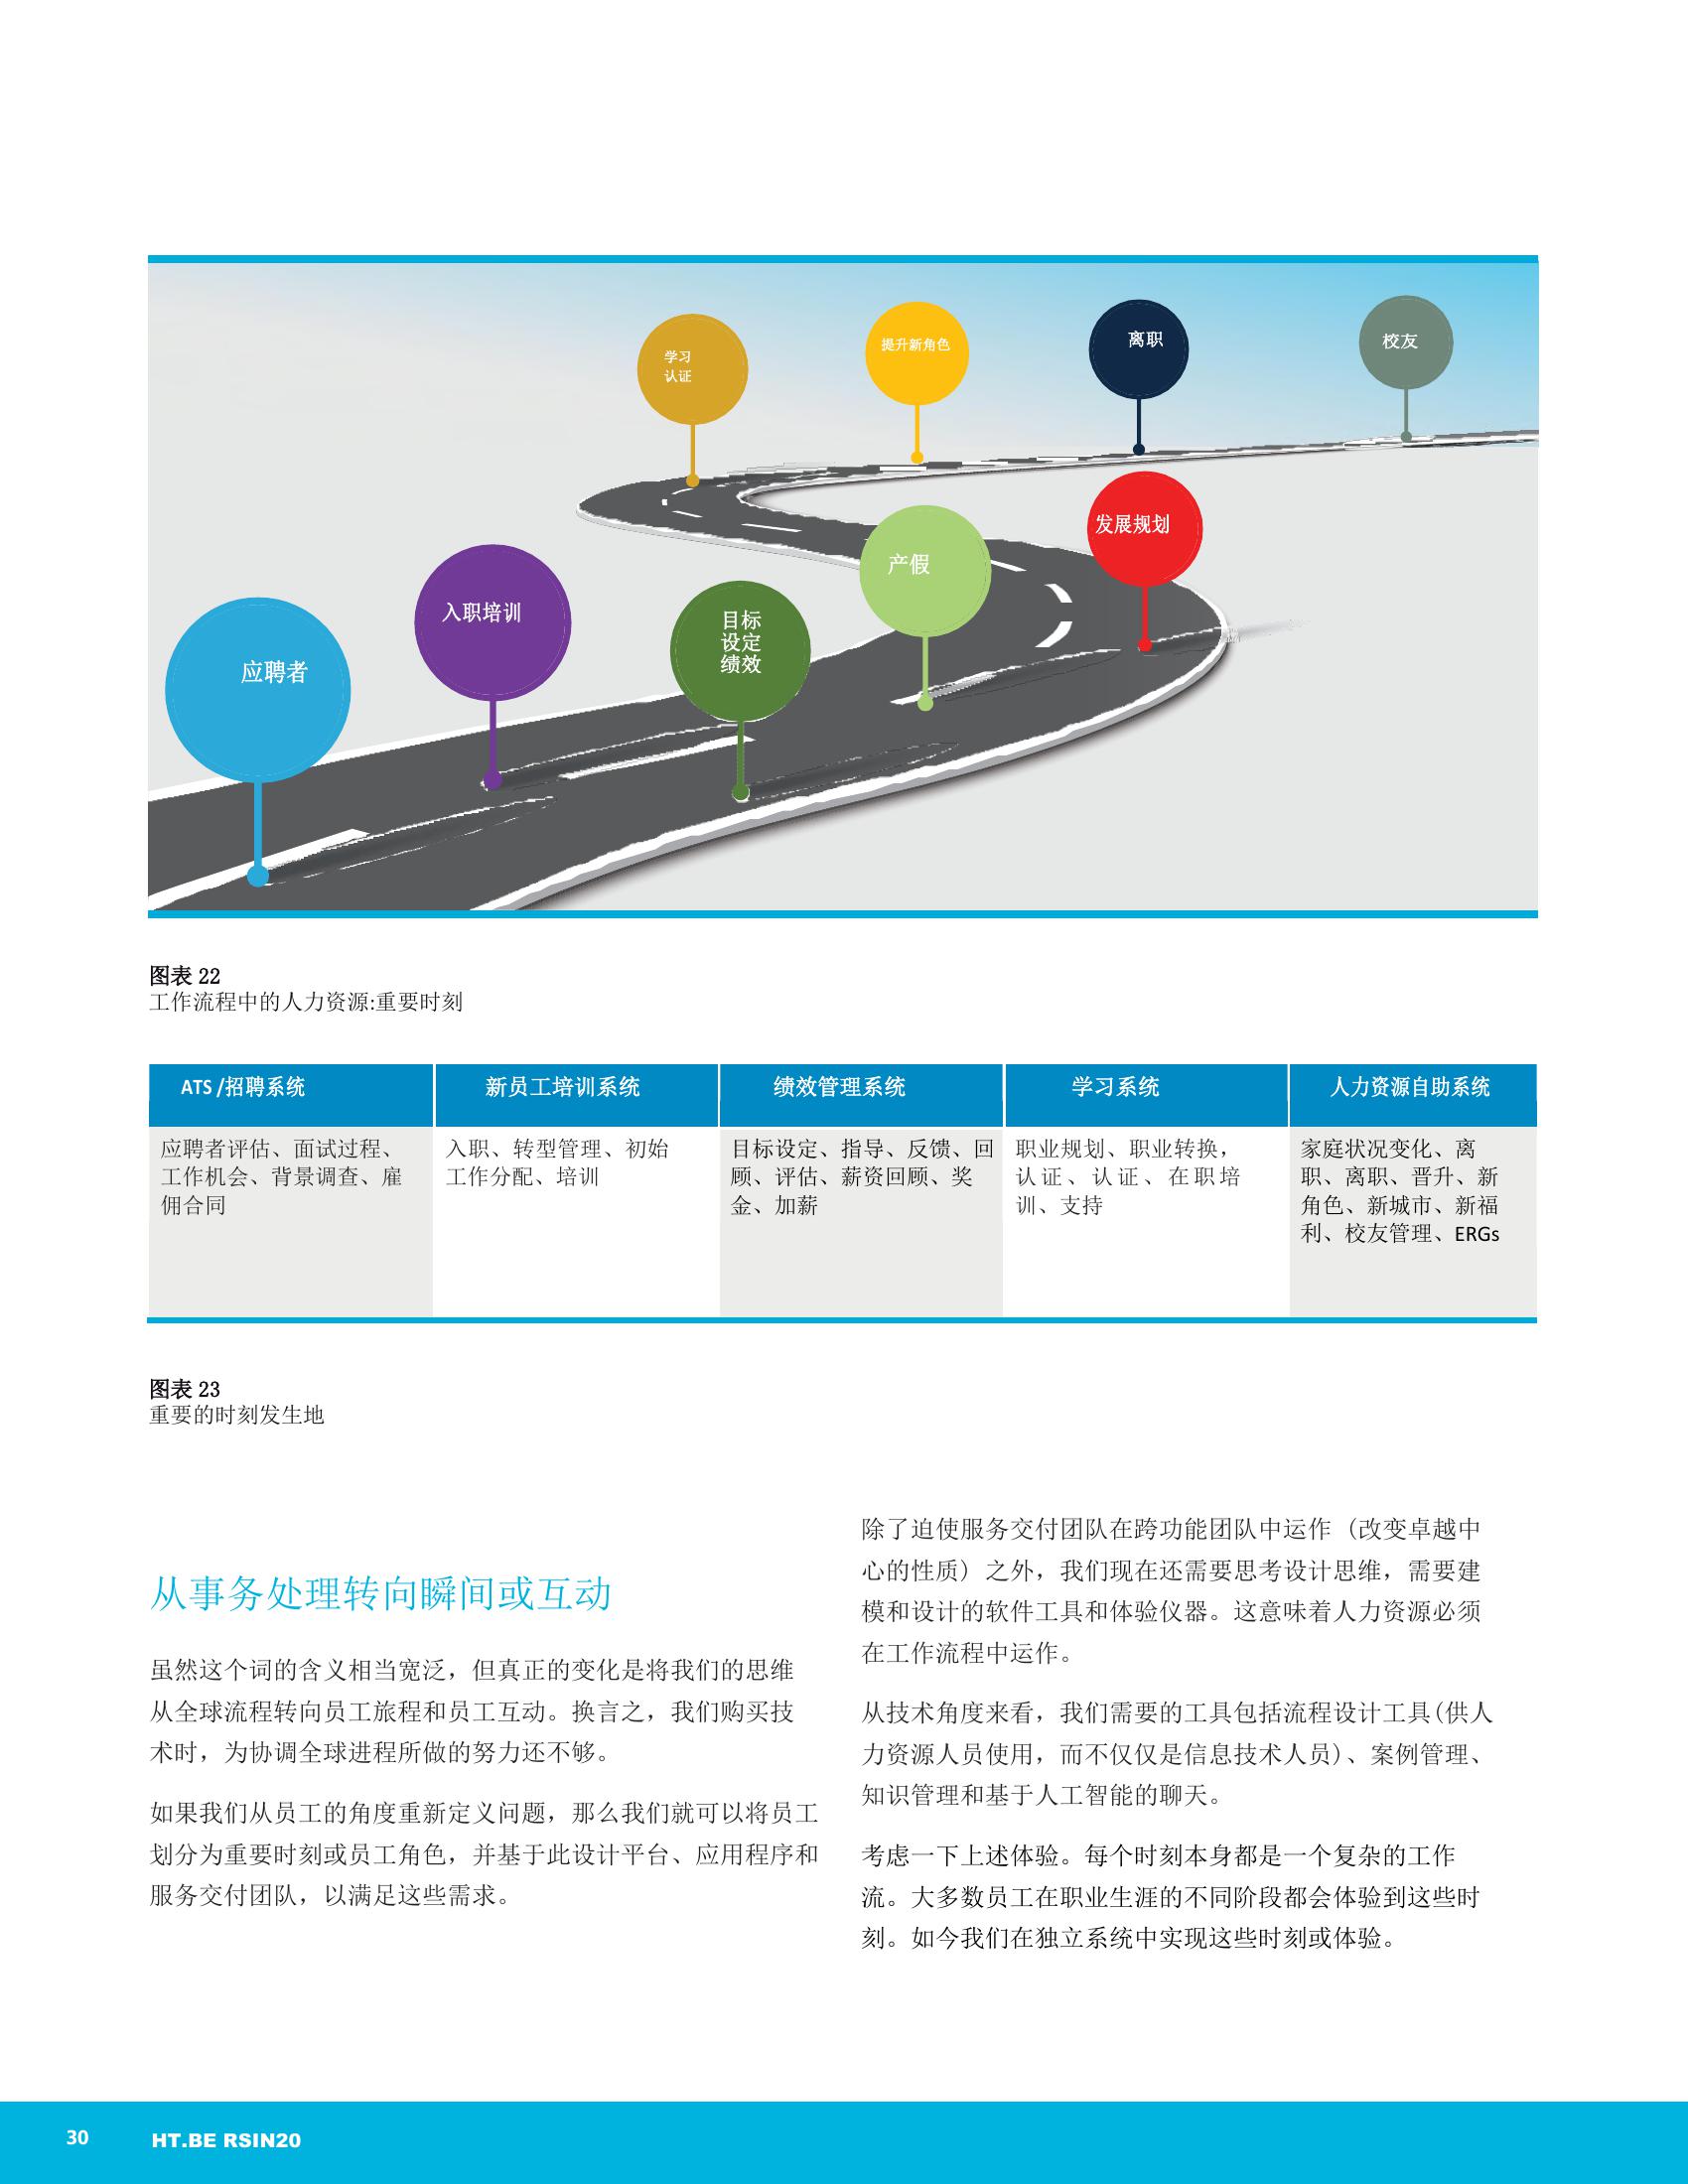 学习
认证
提升新角色
离职
校友
应聘者
入职培训
目标
设定
绩效
产假
发展规划
图表 22
工作流程中的人力资源:重要时刻
ATS /招聘系统
新员工培训系统
绩效管理系统
学习系统
人力资源自助系统
应聘者评估、面试过程、
工作机会、背景调查、雇
佣合同
入职、转型管理、初始
工作分配、培训
目标设定、指导、反馈、回
顾、评估、薪资回顾、奖
金、加薪
职业规划、职业转换，
认证、认证、在职培
训、支持
家庭状况变化、离
职、离职、晋升、新
角色、新城市、新福
利、校友管理、ERGs
图表 23
重要的时刻发生地
从事务处理转向瞬间或互动
虽然这个词的含义相当宽泛，但真正的变化是将我们的思维
从全球流程转向员工旅程和员工互动。换言之，我们购买技
术时，为协调全球进程所做的努力还不够。
如果我们从员工的角度重新定义问题，那么我们就可以将员工
划分为重要时刻或员工角色，并基于此设计平台、应用程序和
服务交付团队，以满足这些需求。
除了迫使服务交付团队在跨功能团队中运作 (改变卓越中
心的性质) 之外，我们现在还需要思考设计思维，需要建
模和设计的软件工具和体验仪器。这意味着人力资源必须
在工作流程中运作。
从技术角度来看，我们需要的工具包括流程设计工具(供人
力资源人员使用，而不仅仅是信息技术人员)、案例管理、
知识管理和基于人工智能的聊天。
考虑一下上述体验。每个时刻本身都是一个复杂的工作
流。大多数员工在职业生涯的不同阶段都会体验到这些时
刻。如今我们在独立系统中实现这些时刻或体验。
30
HT.BE RSIN20